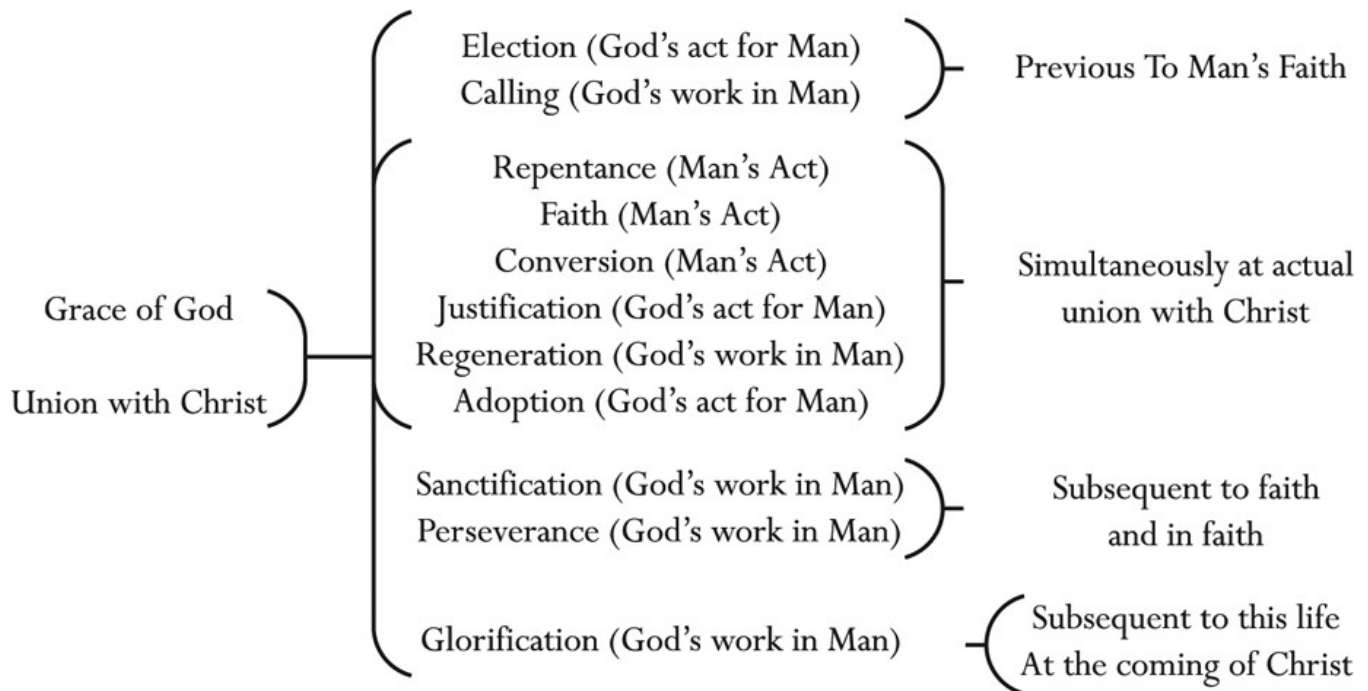 Election (God's act for Man)
Calling (God's work in Man)
Previous To Man's Faith
Repentance (Man's Act)
Faith (Man's Act)
Conversion (Man's Act)
Justification (God's act for Man)
Regeneration (God's work in Man)
Adoption (God's act for Man)
Simultaneously at actual
union with Christ
Grace of God
Union with Christ
Sanctification (God's work in Man)
Perseverance (God's work in Man)
Subsequent to faith
and in faith
Glorification (God's work in Man)
Subsequent to this life
At the coming of Christ